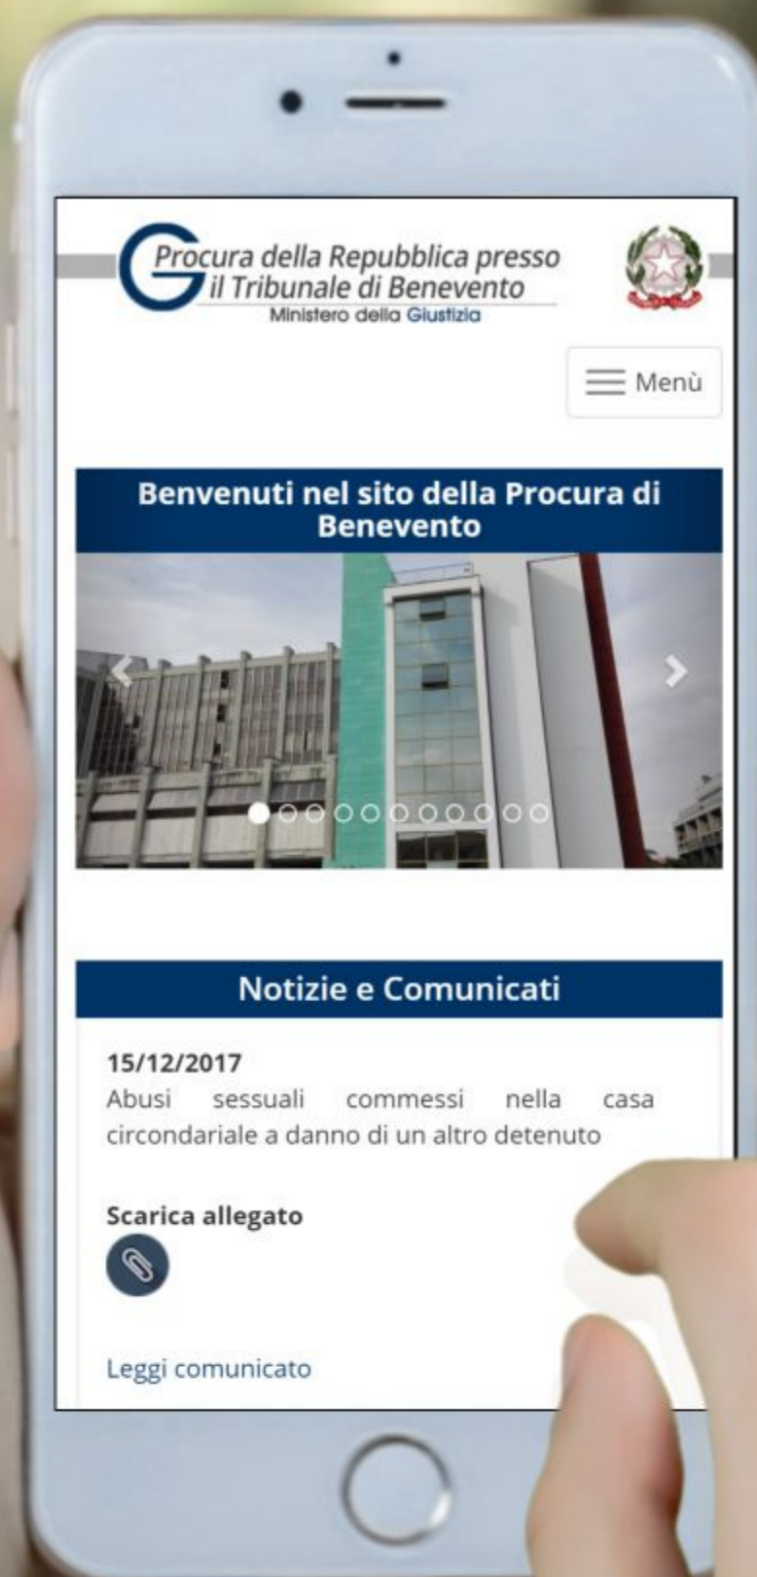 Procura della Repubblica presso
il Tribunale di Benevento
Ministero della Giustizia
Menù
Benvenuti nel sito della Procura di
Benevento
Notizie e Comunicati
15/12/2017
Abusi sessuali commessi nella casa
circondariale a danno di un altro detenuto
Scarica allegato
Leggi comunicato